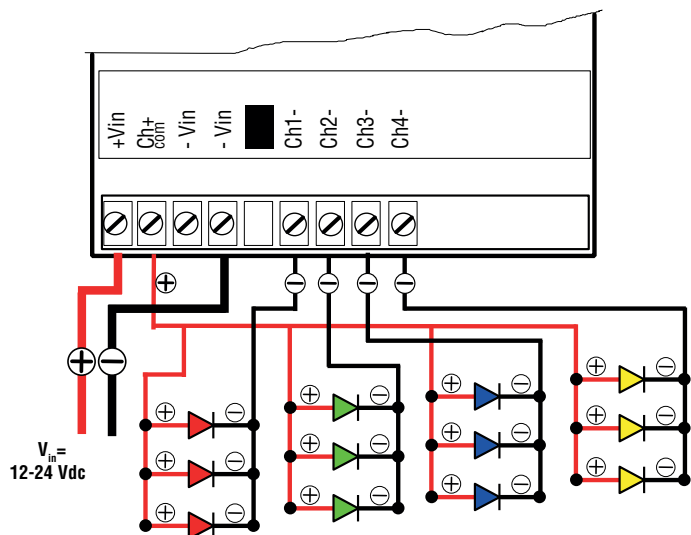 +Vin
Ch+
com
- Vin
- Vin
Ch1-
Ch2-
Ch3-
Ch4-
+
−
−
−
−
+
−
+ −
+ −
+ −
+ −
+ −
+ −
+ −
+ −
+ −
+ −
+ −
+ −
Vin=
12-24 Vdc